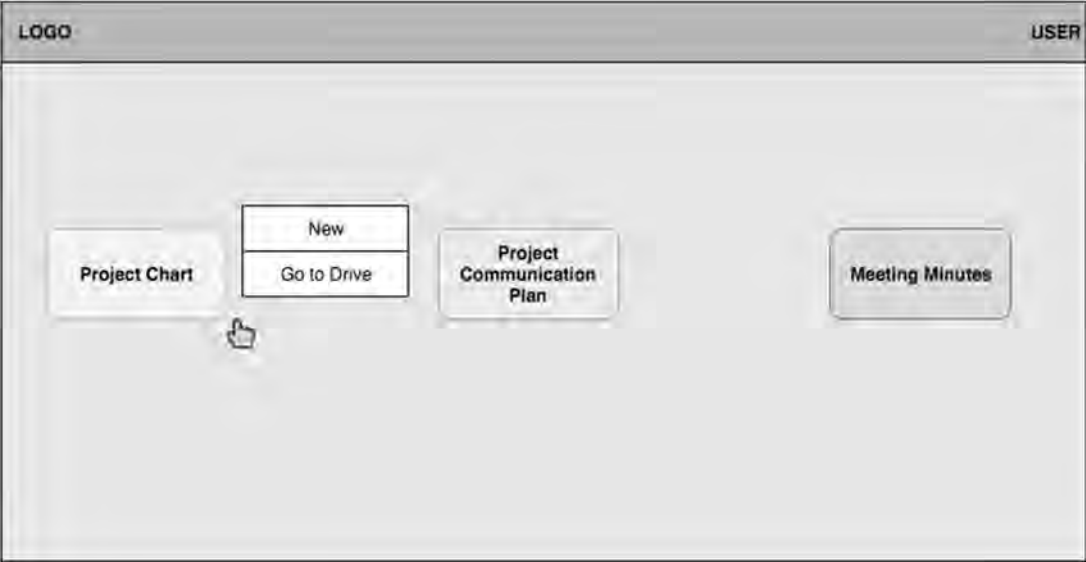 LOGO
USER
New
Go to Drive
Project Chart
Project
Communication
Plan
Meeting Minutes